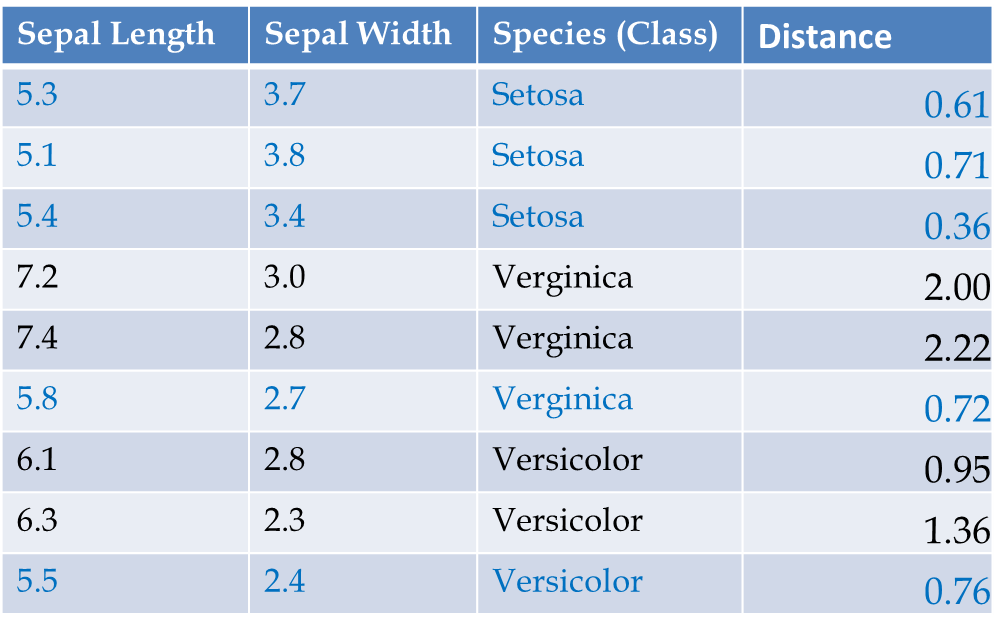 Sepal Length Sepal Width Species (Class) Distance
5.3 3.7 Setosa 0.61
5.1 3.8 Setosa 0.71
5.4 3.4 Setosa 0.36
7.2 3.0 Verginica 2.00
7.4 2.8 Verginica 2.22
5.8 2.7 Verginica 0.72
6.1 2.8 Versicolor 0.95
6.3 2.3 Versicolor 1.36
5.5 2.4 Versicolor 0.76